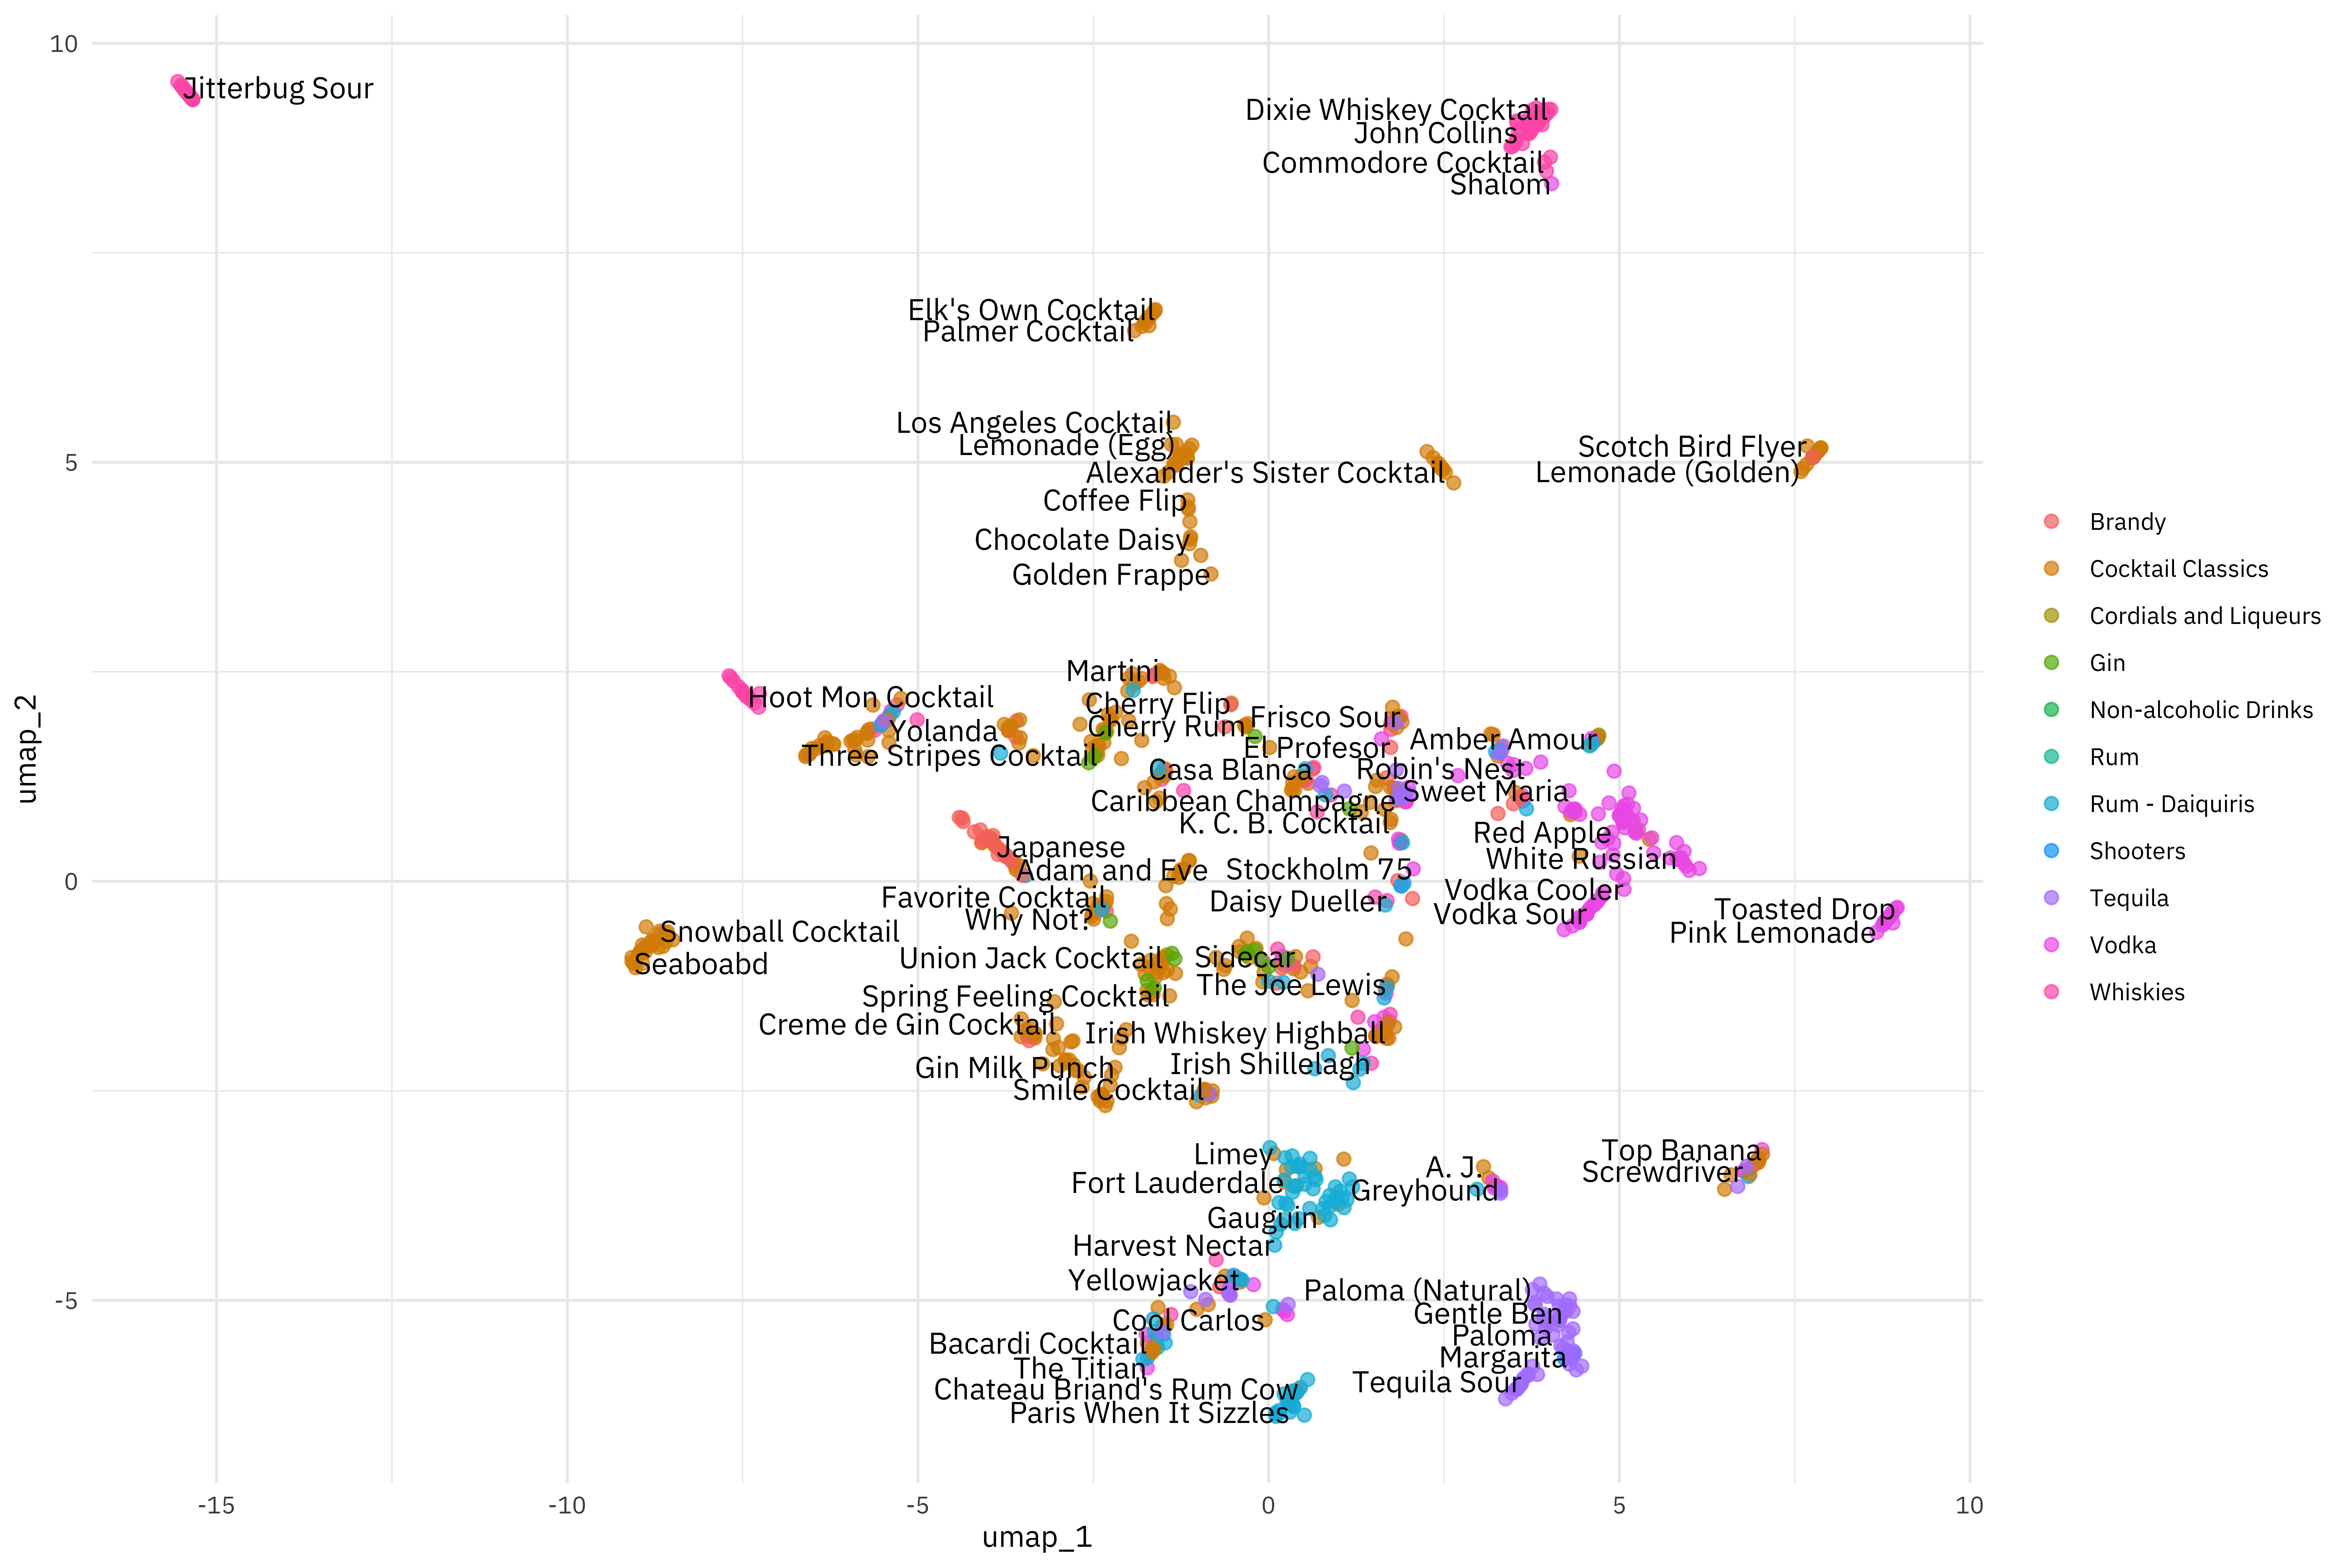 10
5
0
-5
umap_2
Jitterbug Sour
Dixie Whiskey Cocktail
John Collins
Commodore Cocktail
Shalom
Elk's Own Cocktail
Palmer Cocktail
Los Angeles Cocktail
Lemonade (Egg)
Alexander's Sister Cocktail
Scotch Bird Flyer
Lemonade (Golden)
Coffee Flip
Chocolate Daisy
Golden Frappe
Martini
Hoot Mon Cocktail
Cherry Flip
Frisco Sour
Cherry Rum
Yolanda
El Profesor
Amber Amour
Three Stripes Cocktail
Casa Blanca
Robin's Nest
Sweet Maria
Caribbean Champagne
K. C. B. Cocktail
Red Apple
Japanese
White Russian
Adam and Eve
Stockholm 75
Vodka Cooler
Favorite Cocktail
Daisy Dueller
Toasted Drop
Vodka Sour
Why Not?
Snowball Cocktail
Pink Lemonade
Union Jack Cocktail
Sidecar
Seaboabd
The Joe Lewis
Spring Feeling Cocktail
Creme de Gin Cocktail
Irish Whiskey Highball
Irish Shillelagh
Gin Milk Punch
Smile Cocktail
Limey
Top Banana
A. J.
Screwdriver
Fort Lauderdale
Greyhound
Gauguin
Harvest Nectar
Yellowjacket
Paloma (Natural)
Gentle Ben
Cool Carlos
Paloma
Bacardi Cocktail
Margarita
The Titian
Tequila Sour
Chateau Briand's Rum Cow
Paris When It Sizzles
-15
-10
-5
0
5
10
umap_1
Brandy
Cocktail Classics
Cordials and Liqueurs
Gin
Non-alcoholic Drinks
Rum
Rum - Daiquiris
Shooters
Tequila
Vodka
Whiskies